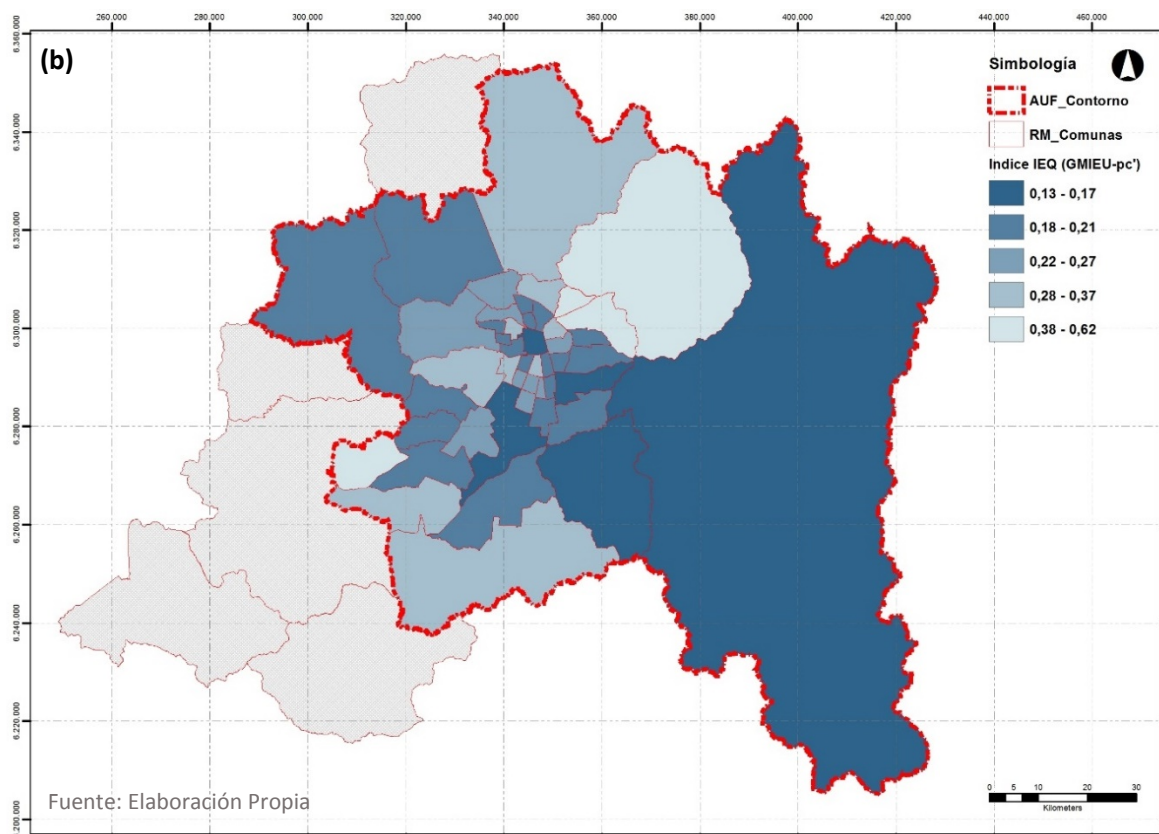 260.000 280.000 300.000 320.000 340.000 360.000 380.000 400.000 420.000 440.000 460.000
(b)
Simbología
AUF_Contorno
RM_Comunas
Indice IEQ (GMIEU-pc')
0,13 - 0,17
0,18 - 0,21
0,22 - 0,27
0,28 - 0,37
0,38 - 0,62
6.360.000
6.340.000
6.320.000
6.300.000
6.280.000
6.260.000
6.240.000
6.220.000
.200.000
Fuente: Elaboración Propia
0 5 10 20 30
Kilometers